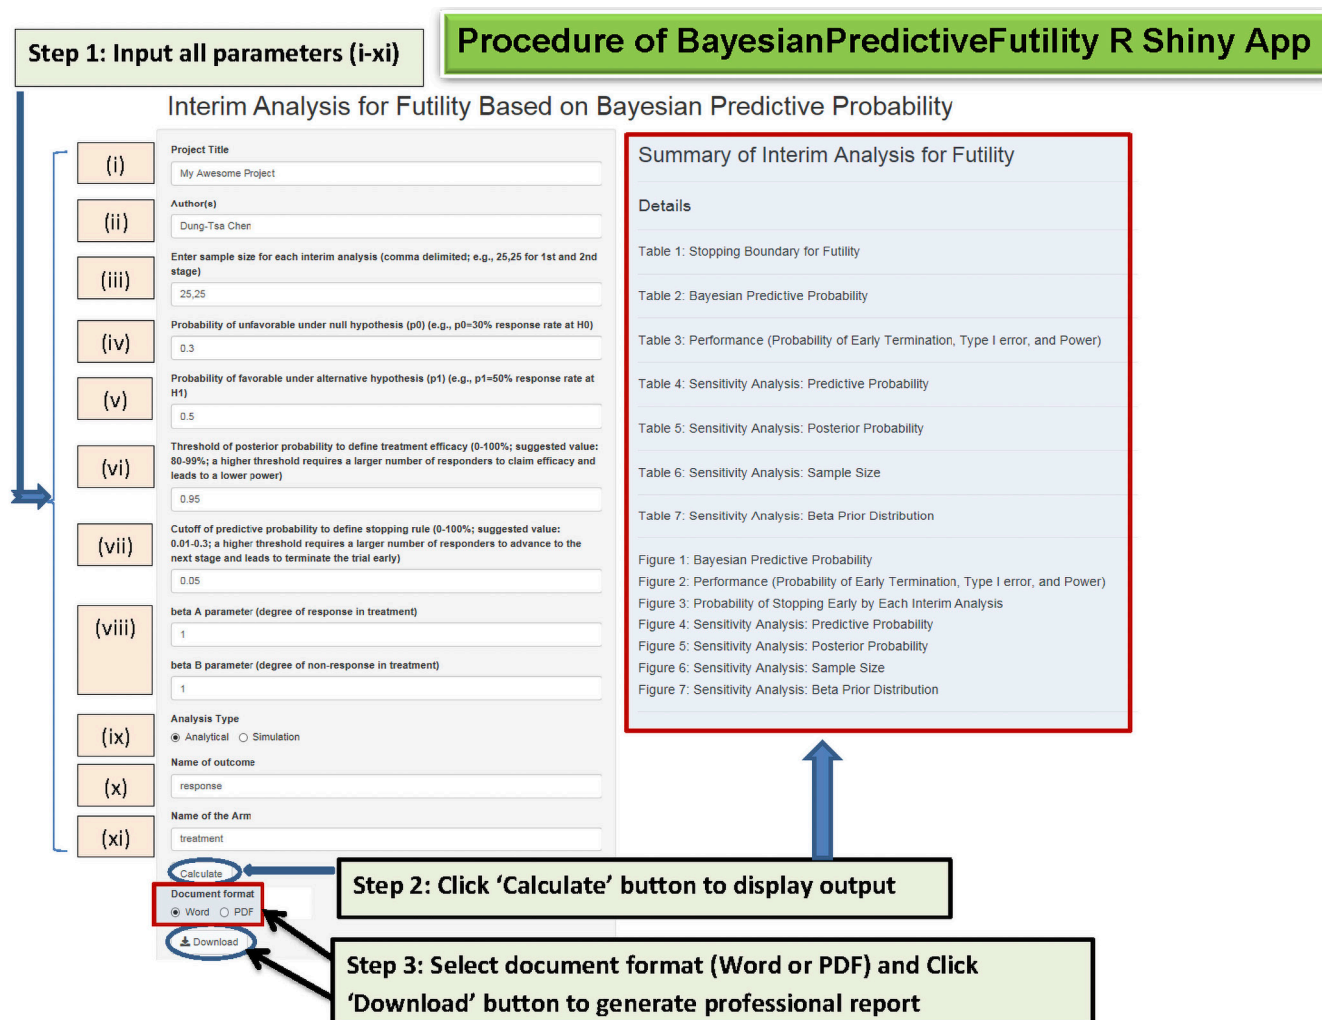 Procedure of BayesianPredictiveFutility R Shiny App
Step 1: Input all parameters (i-xi)
Interim Analysis for Futility Based on Bayesian Predictive Probability
(i)
Project Title
My Awesome Project
(ii)
Author(s)
Dung-Tsa Chen
(iii)
Enter sample size for each interim analysis (comma delimited; e.g., 25,25 for 1st and 2nd
stage)
25,25
(iv)
Probability of unfavorable under null hypothesis (p0) (e.g., p0=30% response rate at H0)
0.3
(v)
Probability of favorable under alternative hypothesis (p1) (e.g., p1=50% response rate at
H1)
0.5
(vi)
Threshold of posterior probability to define treatment efficacy (0-100%; suggested value:
80-99%; a higher threshold requires a larger number of responders to claim efficacy and
leads to a lower power)
0.95
(vii)
Cutoff of predictive probability to define stopping rule (0-100%; suggested value:
0.01-0.3; a higher threshold requires a larger number of responders to advance to the
next stage and leads to terminate the trial early)
0.05
(viii)
beta A parameter (degree of response in treatment)
1
beta B parameter (degree of non-response in treatment)
1
(ix)
Analysis Type
Analytical Simulation
(x)
Name of outcome
response
(xi)
Name of the Arm
treatment
Calculate
Document format
Word PDF
Download
Summary of Interim Analysis for Futility
Details
Table 1: Stopping Boundary for Futility
Table 2: Bayesian Predictive Probability
Table 3: Performance (Probability of Early Termination, Type I error, and Power)
Table 4: Sensitivity Analysis: Predictive Probability
Table 5: Sensitivity Analysis: Posterior Probability
Table 6: Sensitivity Analysis: Sample Size
Table 7: Sensitivity Analysis: Beta Prior Distribution
Figure 1: Bayesian Predictive Probability
Figure 2: Performance (Probability of Early Termination, Type I error, and Power)
Figure 3: Probability of Stopping Early by Each Interim Analysis
Figure 4: Sensitivity Analysis: Predictive Probability
Figure 5: Sensitivity Analysis: Posterior Probability
Figure 6: Sensitivity Analysis: Sample Size
Figure 7: Sensitivity Analysis: Beta Prior Distribution
Step 2: Click ‘Calculate’ button to display output
Step 3: Select document format (Word or PDF) and Click
‘Download’ button to generate professional report